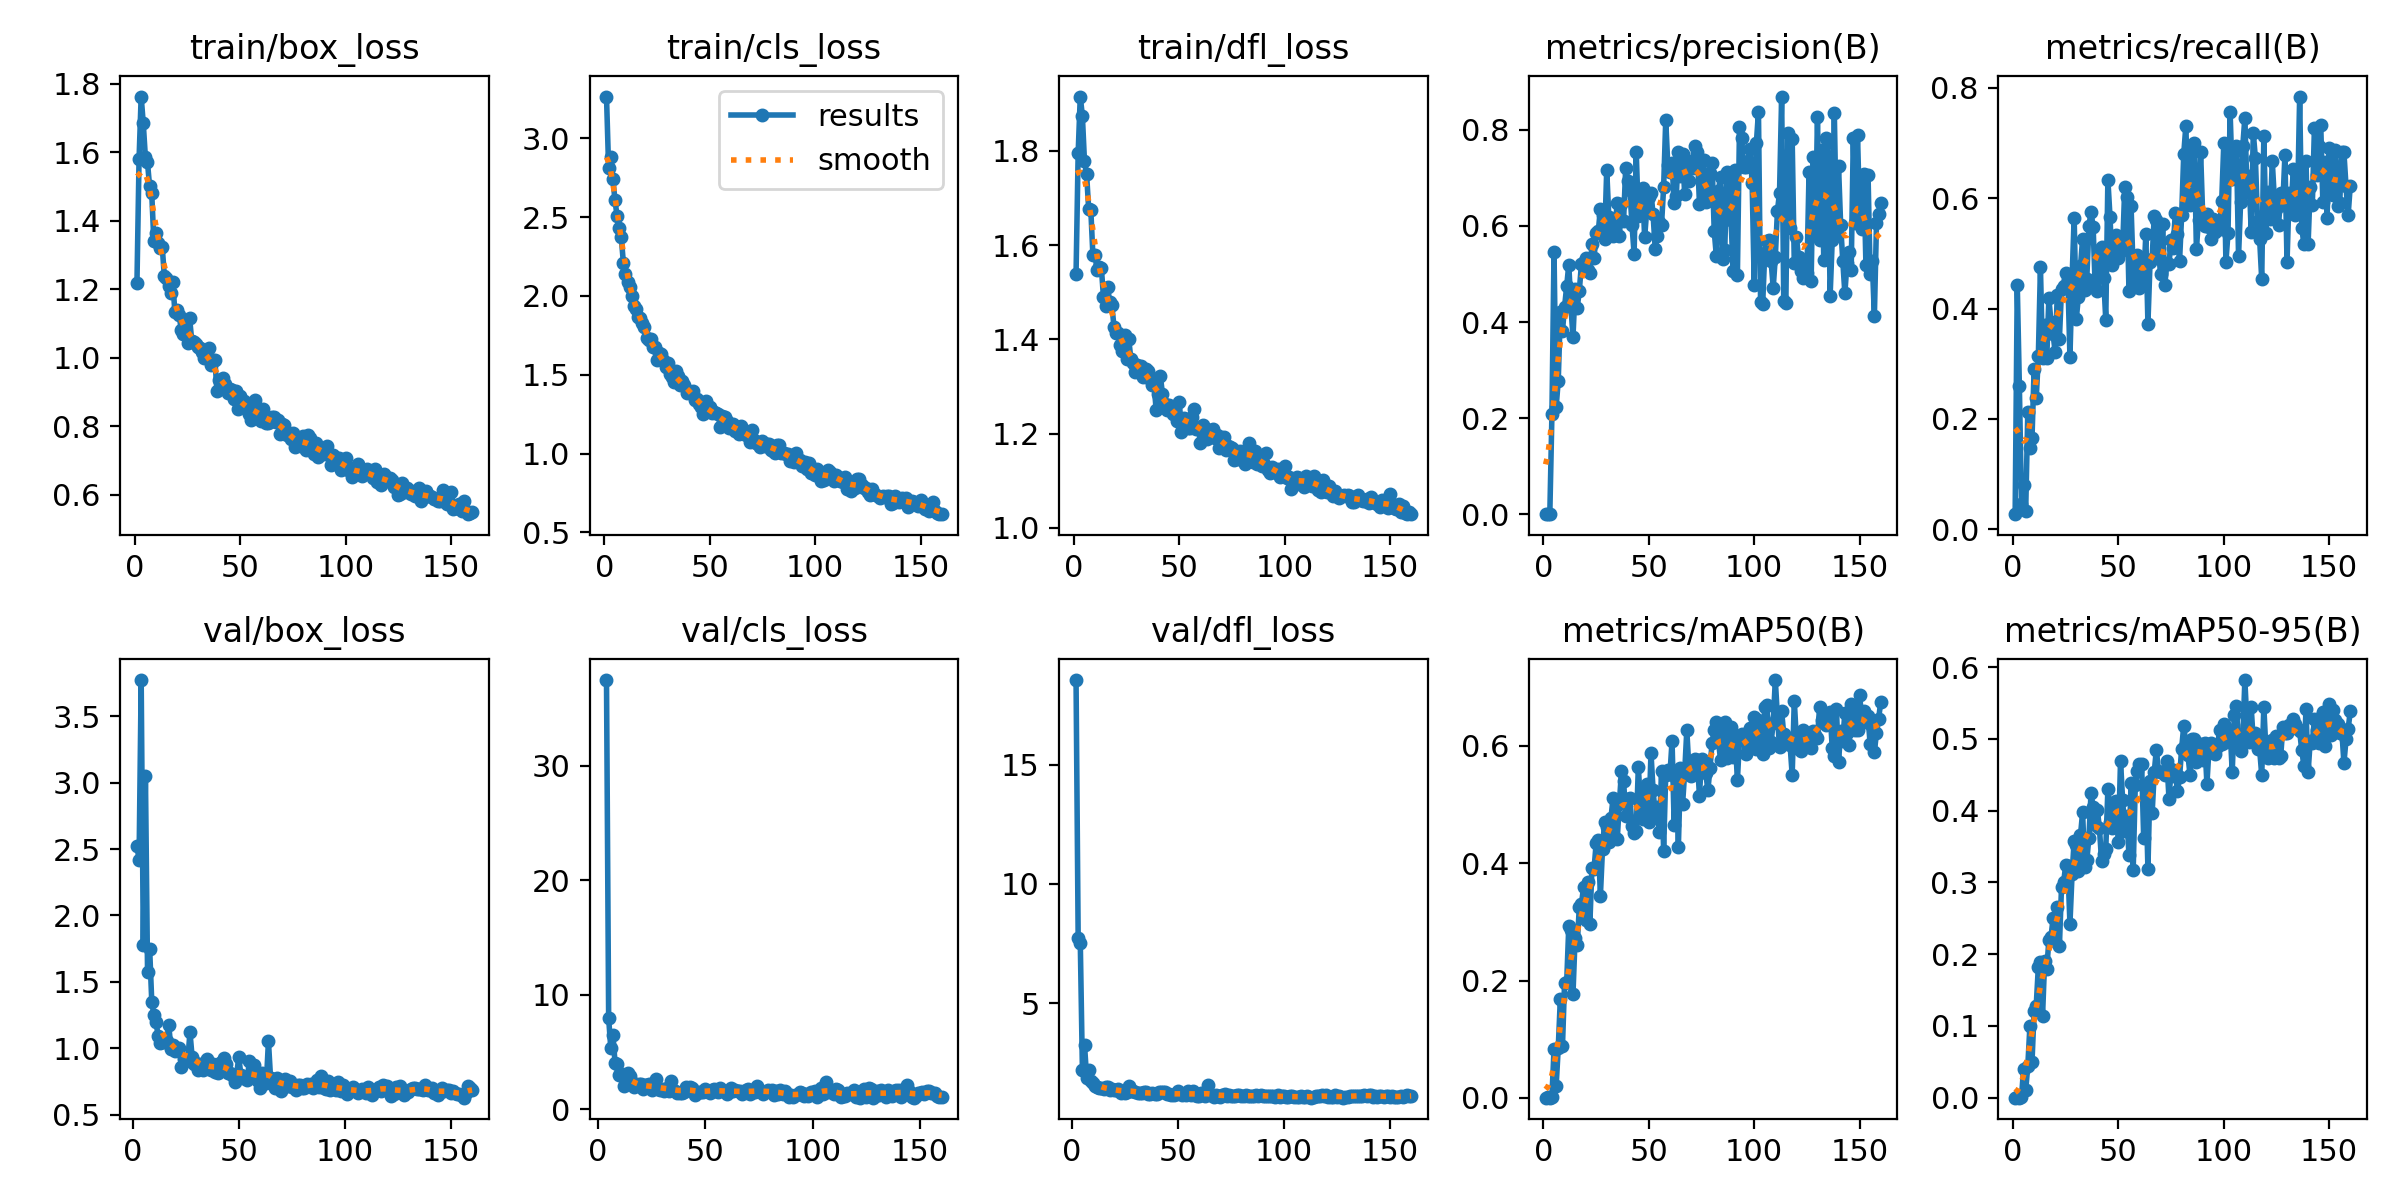 train/box_loss
1.8
1.6
1.4
1.2
1.0
0.8
0.6
0 50 100 150
train/cls_loss
results
smooth
3.0
2.5
2.0
1.5
1.0
0.5
0 50 100 150
train/dfl_loss
1.8
1.6
1.4
1.2
1.0
0 50 100 150
metrics/precision(B)
0.8
0.6
0.4
0.2
0.0
0 50 100 150
metrics/recall(B)
0.8
0.6
0.4
0.2
0.0
0 50 100 150
val/box_loss
3.5
3.0
2.5
2.0
1.5
1.0
0.5
0 50 100 150
val/cls_loss
30
20
10
0
0 50 100 150
val/dfl_loss
15
10
5
0 50 100 150
metrics/mAP50(B)
0.6
0.4
0.2
0.0
0 50 100 150
metrics/mAP50-95(B)
0.6
0.5
0.4
0.3
0.2
0.1
0.0
0 50 100 150